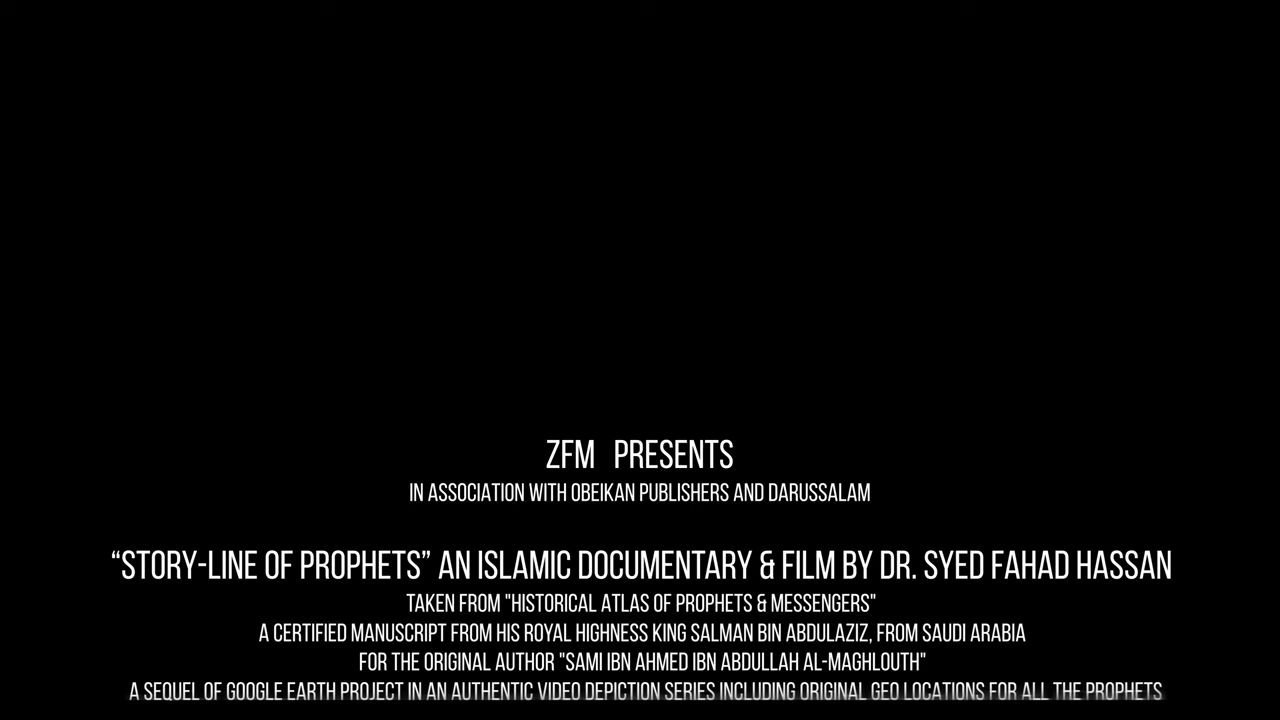 ZFM PRESENTS
IN ASSOCIATION WITH OBEIKAN PUBLISHERS AND DARUSSALAM
“STORY-LINE OF PROPHETS” AN ISLAMIC DOCUMENTARY & FILM BY DR. SYED FAHAD HASSAN
TAKEN FROM "HISTORICAL ATLAS OF PROPHETS & MESSENGERS"
A CERTIFIED MANUSCRIPT FROM HIS ROYAL HIGHNESS KING SALMAN BIN ABDULAZIZ, FROM SAUDI ARABIA
FOR THE ORIGINAL AUTHOR "SAMI IBN AHMED IBN ABDULLAH AL-MAGHLOUTH"
A SEQUEL OF GOOGLE EARTH PROJECT IN AN AUTHENTIC VIDEO DEPICTION SERIES INCLUDING ORIGINAL GEO LOCATIONS FOR ALL THE PROPHETS